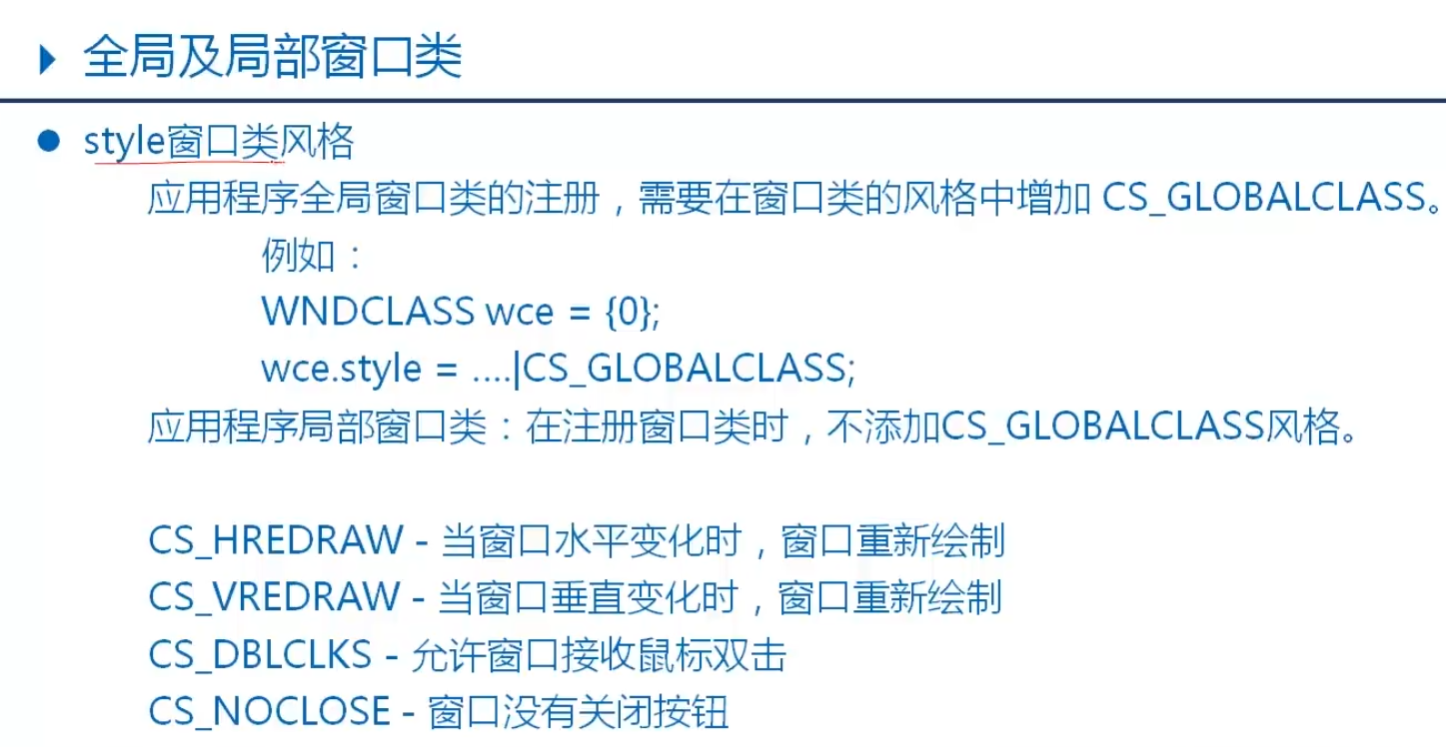 全局及局部窗口类
style窗口类风格
应用程序全局窗口类的注册，需要在窗口类的风格中增加 CS_GLOBALCLASS。
例如：
WNDCLASS wce = {0};
wce.style = ....|CS_GLOBALCLASS;
应用程序局部窗口类：在注册窗口类时，不添加CS_GLOBALCLASS风格。
CS_HREDRAW - 当窗口水平变化时，窗口重新绘制
CS_VREDRAW - 当窗口垂直变化时，窗口重新绘制
CS_DBLCLKS - 允许窗口接收鼠标双击
CS_NOCLOSE - 窗口没有关闭按钮